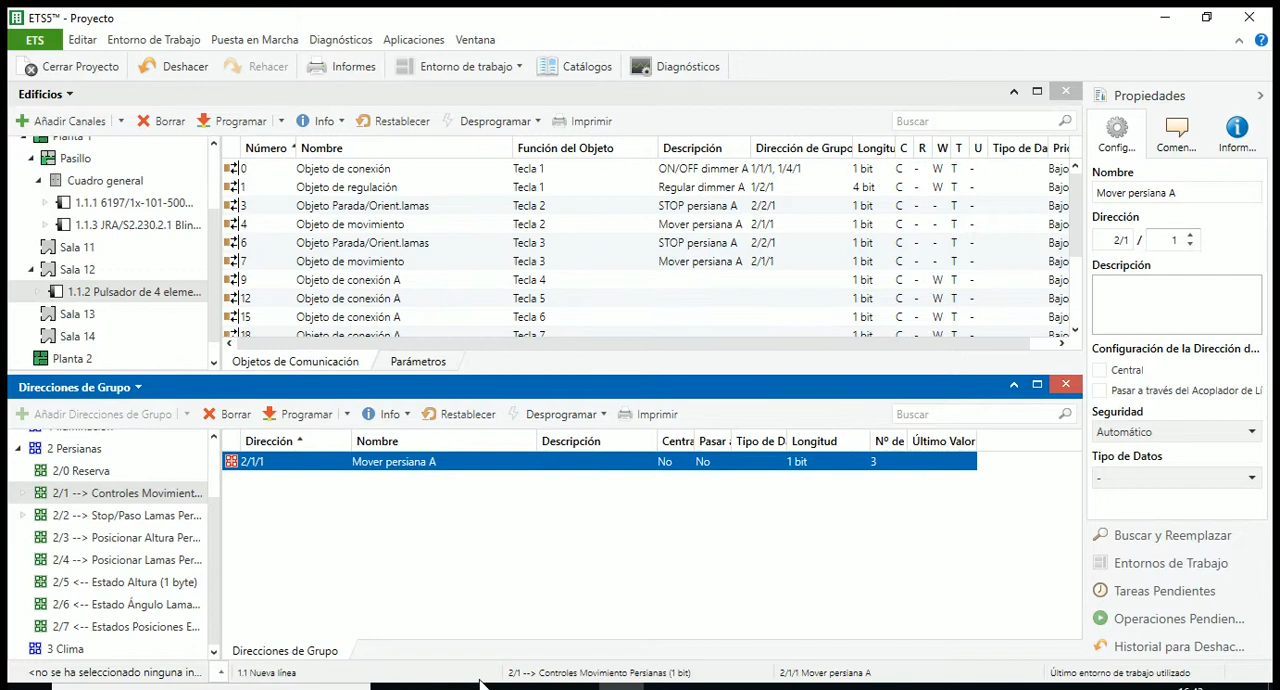 ETS5™ - Proyecto
ETS Editar Entorno de Trabajo Puesta en Marcha Diagnósticos Aplicaciones Ventana
Cerrar Proyecto Deshacer Rehacer Informes Entorno de trabajo Catálogos Diagnósticos
Edificios
Añadir Canales Borrar Programar Info Restablecer Desprogramar Imprimir Buscar
Planta 1
Pasillo
Cuadro general
1.1.1 6197/1x-101-500...
1.1.3 JRA/S2.230.2.1 Blin...
Sala 11
Sala 12
1.1.2 Pulsador de 4 eleme...
Sala 13
Sala 14
Planta 2
Número Nombre Función del Objeto Descripción Dirección de Grupo Longitu C R W T U Tipo de Da Prio
0 Objeto de conexión Tecla 1 ON/OFF dimmer A 1/1/1, 1/4/1 1 bit C - W T - Bajo
1 Objeto de regulación Tecla 1 Regular dimmer A 1/2/1 4 bit C - W T - Bajo
3 Objeto Parada/Orient.lamas Tecla 2 STOP persiana A 2/2/1 1 bit C - W T - Bajo
4 Objeto de movimiento Tecla 2 Mover persiana A 2/1/1 1 bit C - W T - Bajo
6 Objeto Parada/Orient.lamas Tecla 3 STOP persiana A 2/2/1 1 bit C - W T - Bajo
7 Objeto de movimiento Tecla 3 Mover persiana A 2/1/1 1 bit C - W T - Bajo
9 Objeto de conexión A Tecla 4 1 bit C - W T - Bajo
12 Objeto de conexión A Tecla 5 1 bit C - W T - Bajo
15 Objeto de conexión A Tecla 6 1 bit C - W T - Bajo
18 Objeto de conexión A Tecla 7 1 bit C - W T - Bajo
Objetos de Comunicación Parámetros
Direcciones de Grupo
Añadir Direcciones de Grupo Borrar Programar Info Restablecer Desprogramar Imprimir Buscar
2 Persianas
2/0 Reserva
2/1 --> Controles Movimient...
2/2 --> Stop/Paso Lamas Per...
2/3 --> Posicionar Altura Per...
2/4 --> Posicionar Lamas Per...
2/5 <-- Estado Altura (1 byte)
2/6 <-- Estado Ángulo Lama...
2/7 <-- Estados Posiciones E...
3 Clima
Dirección Nombre Descripción Centra Pasar a Tipo de D Longitud Nº de Último Valor
2/1/1 Mover persiana A No No 1 bit 3
Direcciones de Grupo
Propiedades
Config... Comen... Inform...
Nombre
Mover persiana A
Dirección
2/1 / 1
Descripción
Configuración de la Dirección d...
Central
Pasar a través del Acoplador de Lí
Seguridad
Automático
Tipo de Datos
-
Buscar y Reemplazar
Entornos de Trabajo
Tareas Pendientes
Operaciones Pendien...
Historial para Deshac...
<no se ha seleccionado ninguna in... 1.1 Nueva línea 2/1 --> Controles Movimiento Persianas (1 bit) 2/1/1 Mover persiana A Último entorno de trabajo utilizado